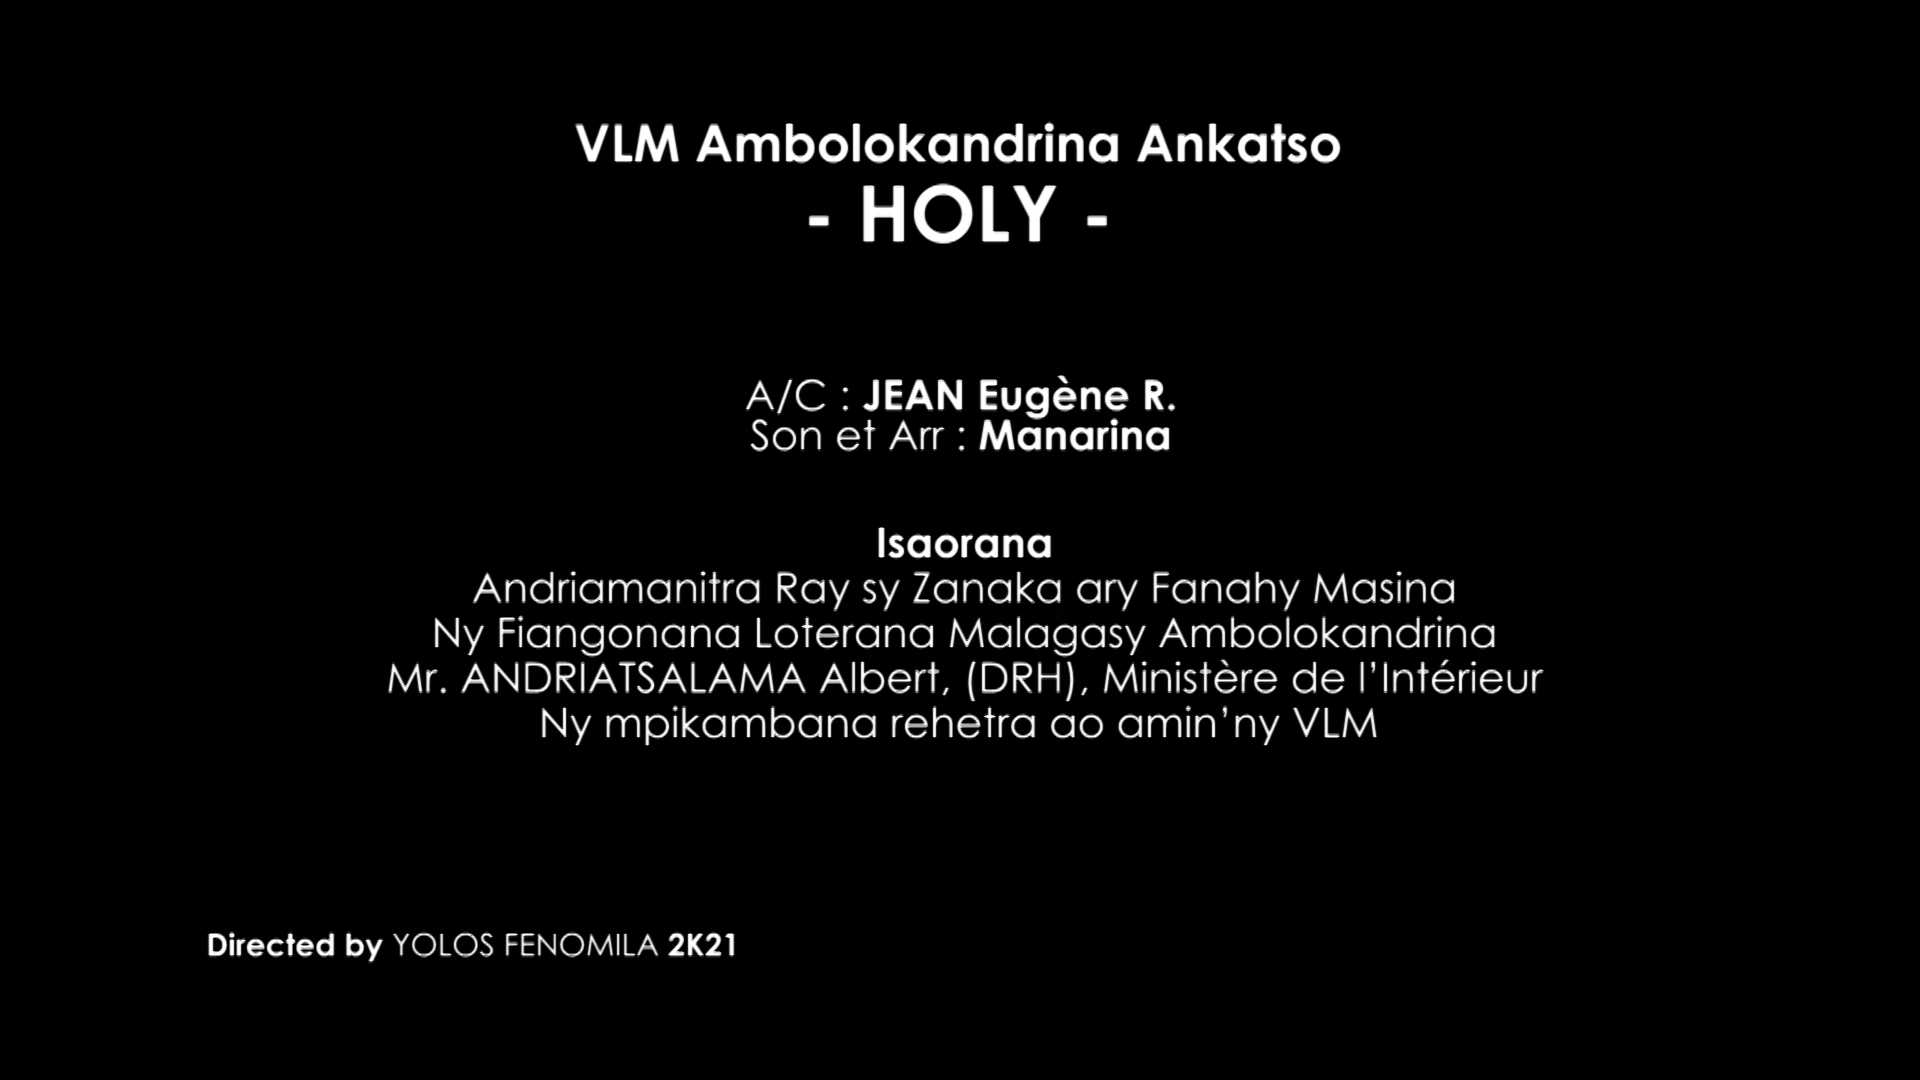 VLM Ambolokandrina Ankatso
- HOLY -
A/C : JEAN Eugène R.
Son et Arr : Manarina
Isaorana
Andriamanitra Ray sy Zanaka ary Fanahy Masina
Ny Fiangonana Loterana Malagasy Ambolokandrina
Mr. ANDRIATSALAMA Albert, (DRH), Ministère de l’Intérieur
Ny mpikambana rehetra ao amin’ny VLM
Directed by YOLOS FENOMILA 2K21